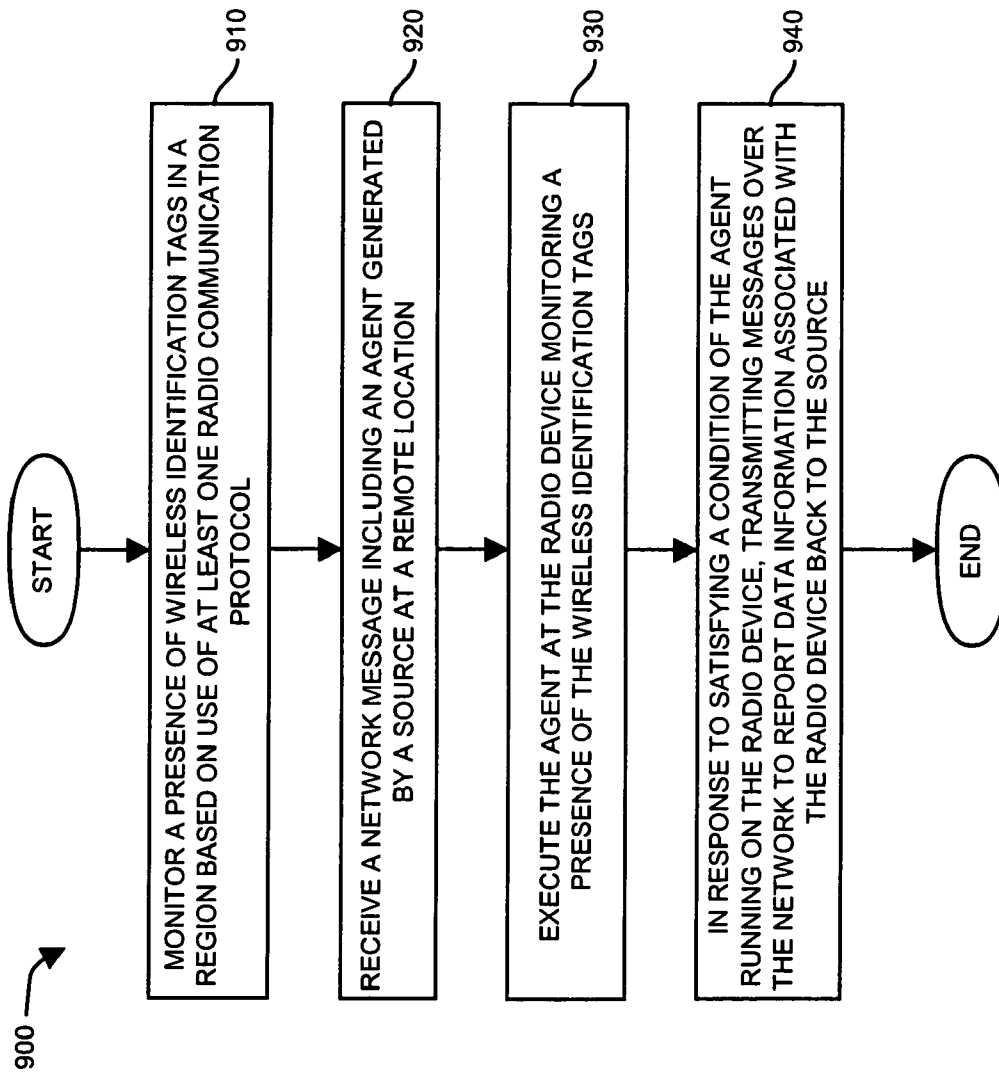 900
START
MONITOR A PRESENCE OF WIRELESS IDENTIFICATION TAGS IN A
REGION BASED ON USE OF AT LEAST ONE RADIO COMMUNICATION
PROTOCOL
910
RECEIVE A NETWORK MESSAGE INCLUDING AN AGENT GENERATED
BY A SOURCE AT A REMOTE LOCATION
920
EXECUTE THE AGENT AT THE RADIO DEVICE MONITORING A
PRESENCE OF THE WIRELESS IDENTIFICATION TAGS
930
IN RESPONSE TO SATISFYING A CONDITION OF THE AGENT
RUNNING ON THE RADIO DEVICE, TRANSMITTING MESSAGES OVER
THE NETWORK TO REPORT DATA INFORMATION ASSOCIATED WITH
THE RADIO DEVICE BACK TO THE SOURCE
940
END